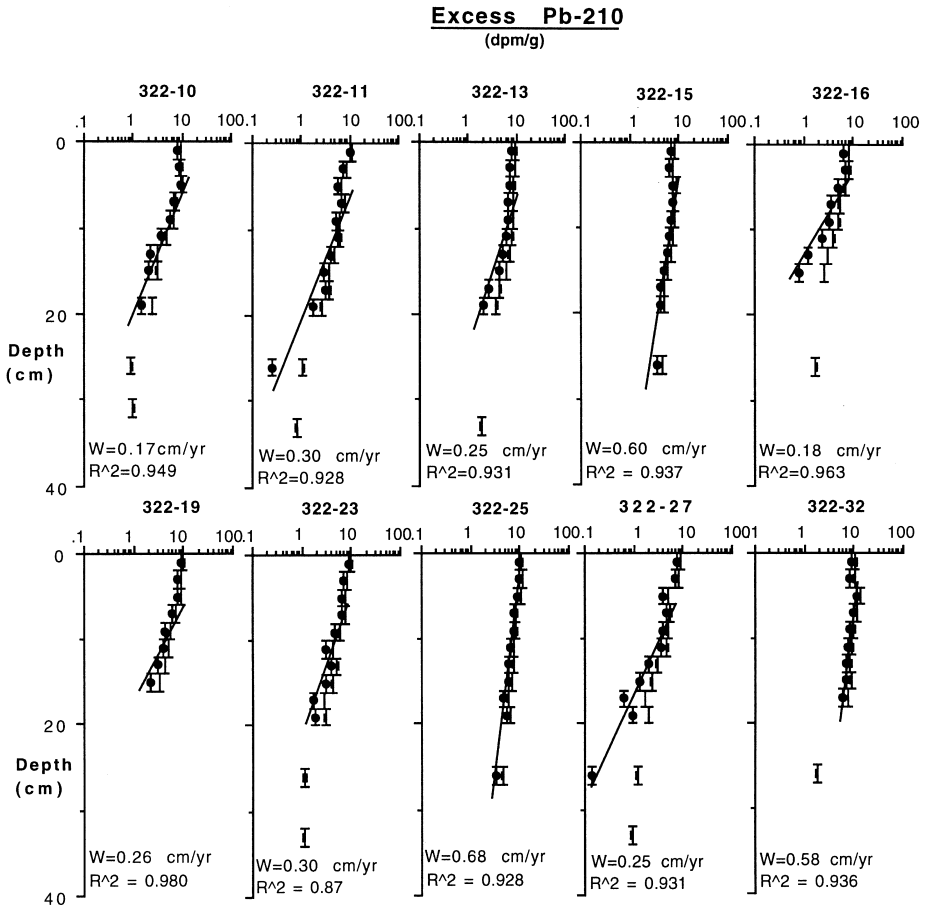 Excess Pb-210
(dpm/g)
322-10 322-11 322-13 322-15 322-16
.1 1 10 100 .1 1 10 100 .1 1 10 100 .1 1 10 100 .1 1 10 100
0
20
Depth
(cm)
W=0.17cm/yr
R^2=0.949
W=0.30 cm/yr
R^2=0.928
W=0.25 cm/yr
R^2=0.931
W=0.60 cm/yr
R^2 = 0.937
W=0.18 cm/yr
R^2=0.963
40
322-19 322-23 322-25 322-27 322-32
.1 1 10 100 .1 1 10 100 .1 1 10 100 0.1 1 10 100 .1 1 10 100
0
20
Depth
(cm)
W=0.26 cm/yr
R^2 = 0.980
W=0.30 cm/yr
R^2 = 0.87
W=0.68 cm/yr
R^2 = 0.928
W=0.25 cm/yr
R^2 = 0.931
W=0.58 cm/yr
R^2 = 0.936
40